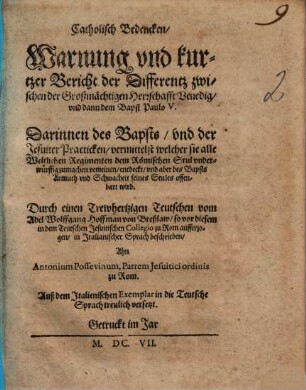 9
2
Catholisch Bedencken/
Warnung vnd kur-
tzer Bericht der Differentz zwi-
schen der Großmächtigen Herrschafft Venedig/
vnd dann dem Bapst Paulo V.
Darinnen des Bapsts/ vnd der
Jesuiter Practicken/ vermittelst welcher sie alle
Weltlichen Regimenten dem Römischen Stul vnder-
würffig zumachen vermeinen/ entdeckt/ vnd aber des Bapsts
Armuth vnd Schwacheit seines Stules offen-
bart wird.
Durch einen Trewhertzigen Teutschen vom
Adel Wolffgang Hoffman von Breßlaw/ so vor diesem
in dem Teutschen Jesuitischen Collegio zu Rom aufferzo-
gen/ in Italianischer Sprach beschrieben/
Ahn
Antonium Possevinum, Patrem Jesuitici ordinis
zu Rom.
Auß dem Italienischen Exemplar in die Teutsche
Sprach treulich versetzt.
Getruckt im Jar
M. DC. VII.